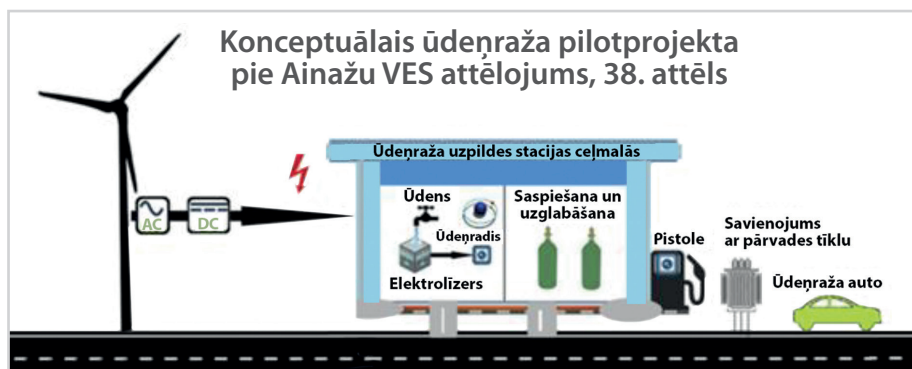 Konceptuālais ūdeņraža pilotprojekta
pie Ainažu VES attēlojums, 38. attēls
Ūdeņraža uzpildes stacijas ceļmalās
AC
DC
Ūdens
Ūdeņradis
Elektrolīzers
Saspiešana un
uzglabāšana
Pistole
Savienojums
ar pārvades tīklu
Ūdeņraža auto